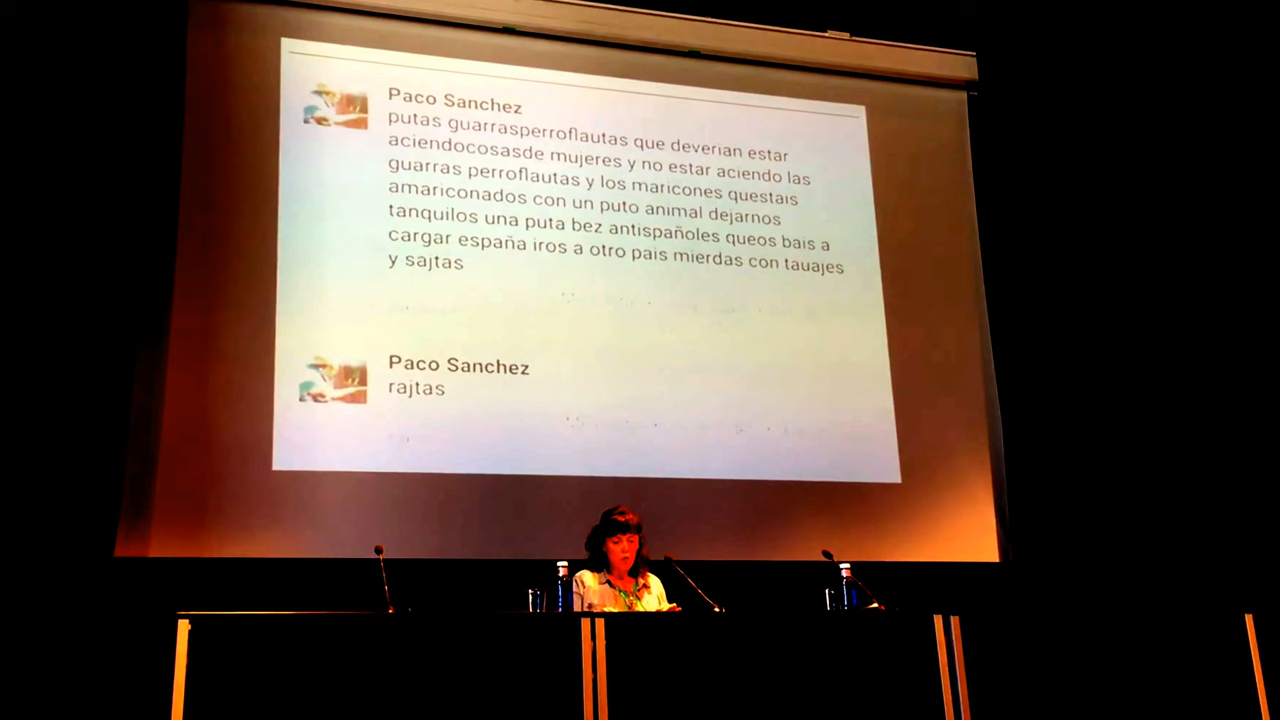 Paco Sanchez
putas guarrasperroflautas que deverian estar
aciendocosasde mujeres y no estar aciendo las
guarras perroflautas y los maricones questais
amariconados con un puto animal dejarnos
tanquilos una puta bez antispañoles queos bais a
cargar españa iros a otro pais mierdas con tauajes
y sajtas
Paco Sanchez
rajtas